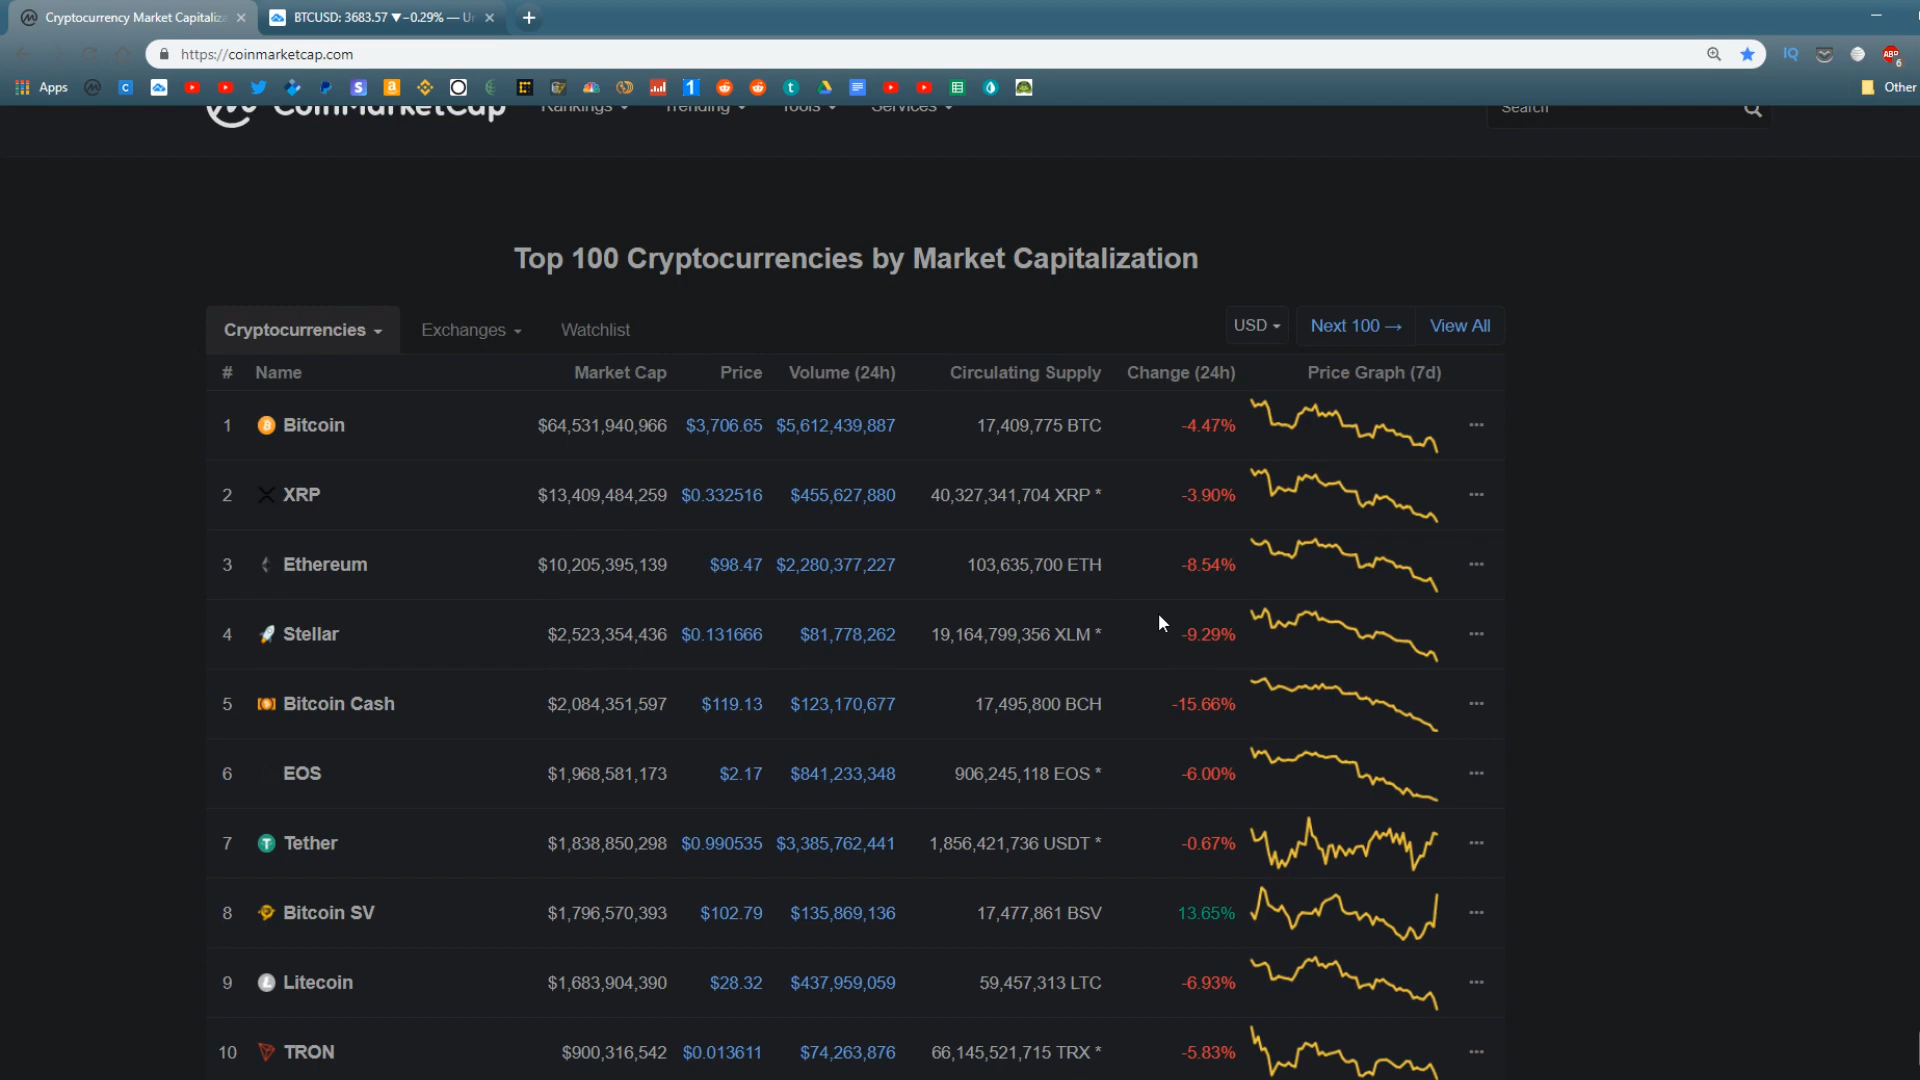 Cryptocurrency Market Capitaliz
BTCUSD: 3683.57 ▼−0.29% — U
https://coinmarketcap.com
Apps
Other
CoinMarketCap Rankings Trending Tools Services Search
Top 100 Cryptocurrencies by Market Capitalization
Cryptocurrencies Exchanges Watchlist USD Next 100 → View All
# Name Market Cap Price Volume (24h) Circulating Supply Change (24h) Price Graph (7d)
1 Bitcoin $64,531,940,966 $3,706.65 $5,612,439,887 17,409,775 BTC -4.47%
2 XRP $13,409,484,259 $0.332516 $455,627,880 40,327,341,704 XRP * -3.90%
3 Ethereum $10,205,395,139 $98.47 $2,280,377,227 103,635,700 ETH -8.54%
4 Stellar $2,523,354,436 $0.131666 $81,778,262 19,164,799,356 XLM * -9.29%
5 Bitcoin Cash $2,084,351,597 $119.13 $123,170,677 17,495,800 BCH -15.66%
6 EOS $1,968,581,173 $2.17 $841,233,348 906,245,118 EOS * -6.00%
7 Tether $1,838,850,298 $0.990535 $3,385,762,441 1,856,421,736 USDT * -0.67%
8 Bitcoin SV $1,796,570,393 $102.79 $135,869,136 17,477,861 BSV 13.65%
9 Litecoin $1,683,904,390 $28.32 $437,959,059 59,457,313 LTC -6.93%
10 TRON $900,316,542 $0.013611 $74,263,876 66,145,521,715 TRX * -5.83%